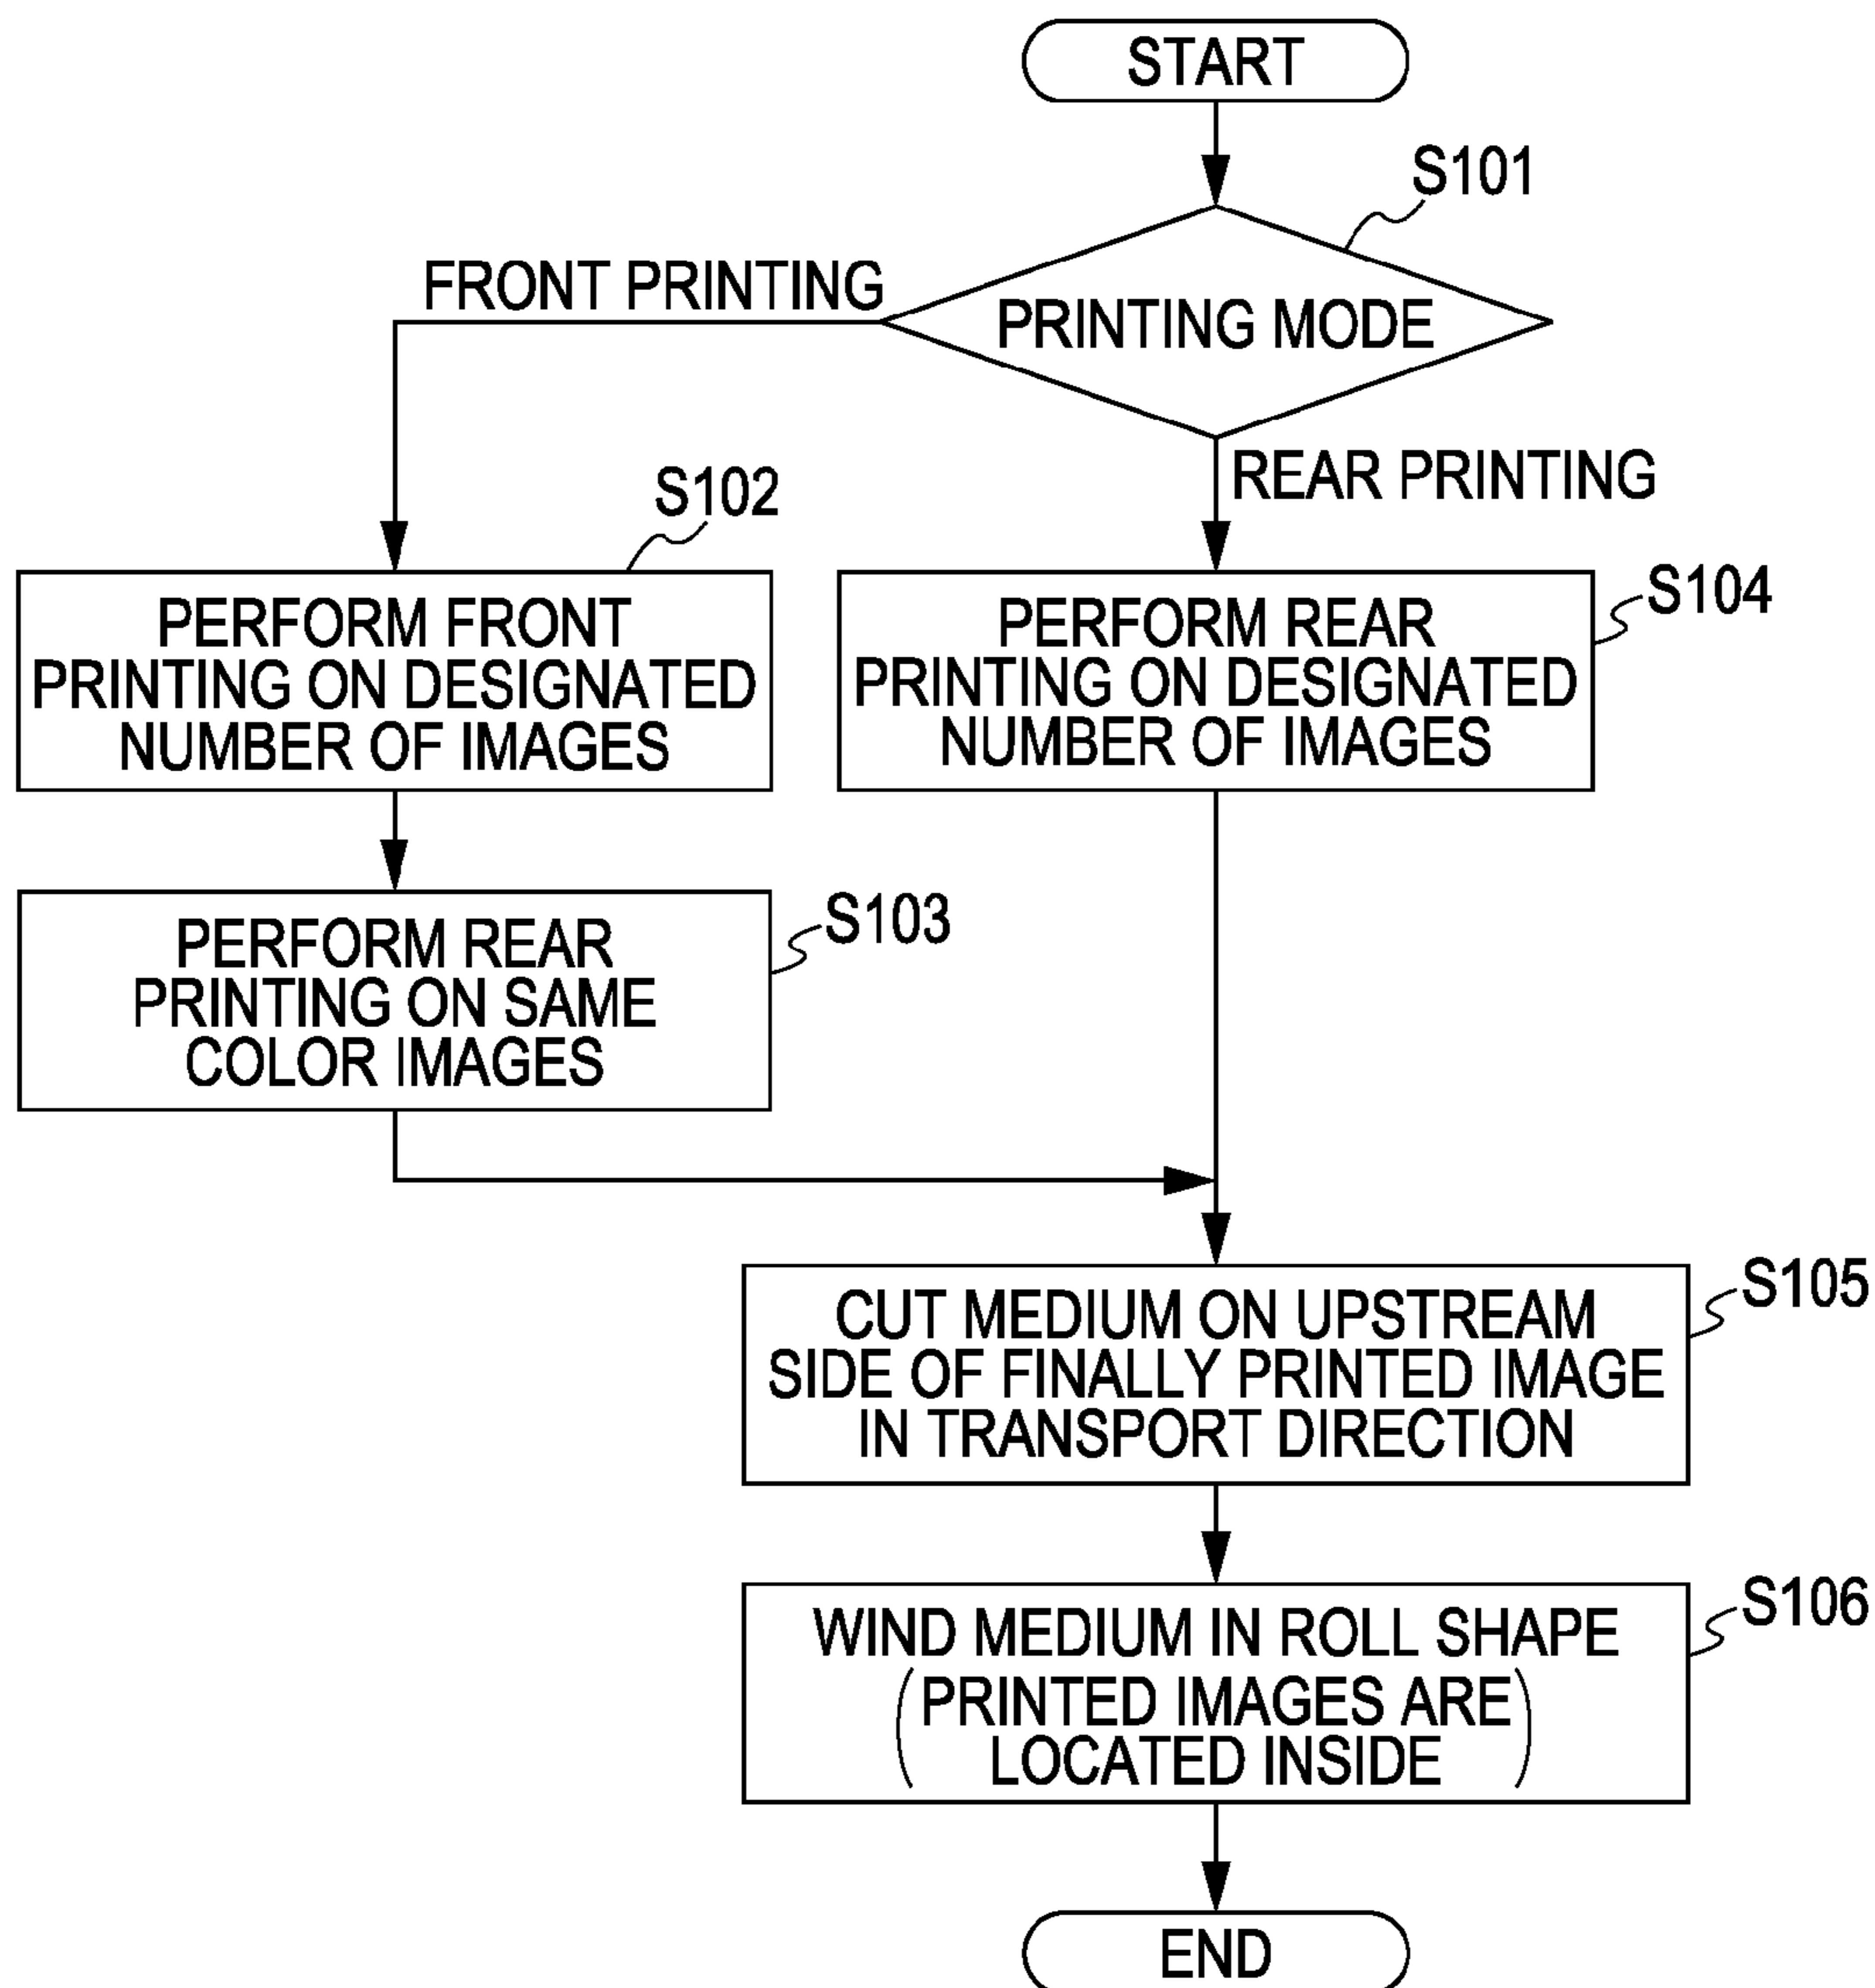 START
S101
FRONT PRINTING
PRINTING MODE
REAR PRINTING
S102
PERFORM FRONT
PRINTING ON DESIGNATED
NUMBER OF IMAGES
S104
PERFORM REAR
PRINTING ON DESIGNATED
NUMBER OF IMAGES
S103
PERFORM REAR
PRINTING ON SAME
COLOR IMAGES
S105
CUT MEDIUM ON UPSTREAM
SIDE OF FINALLY PRINTED IMAGE
IN TRANSPORT DIRECTION
S106
WIND MEDIUM IN ROLL SHAPE
(PRINTED IMAGES ARE
LOCATED INSIDE)
END